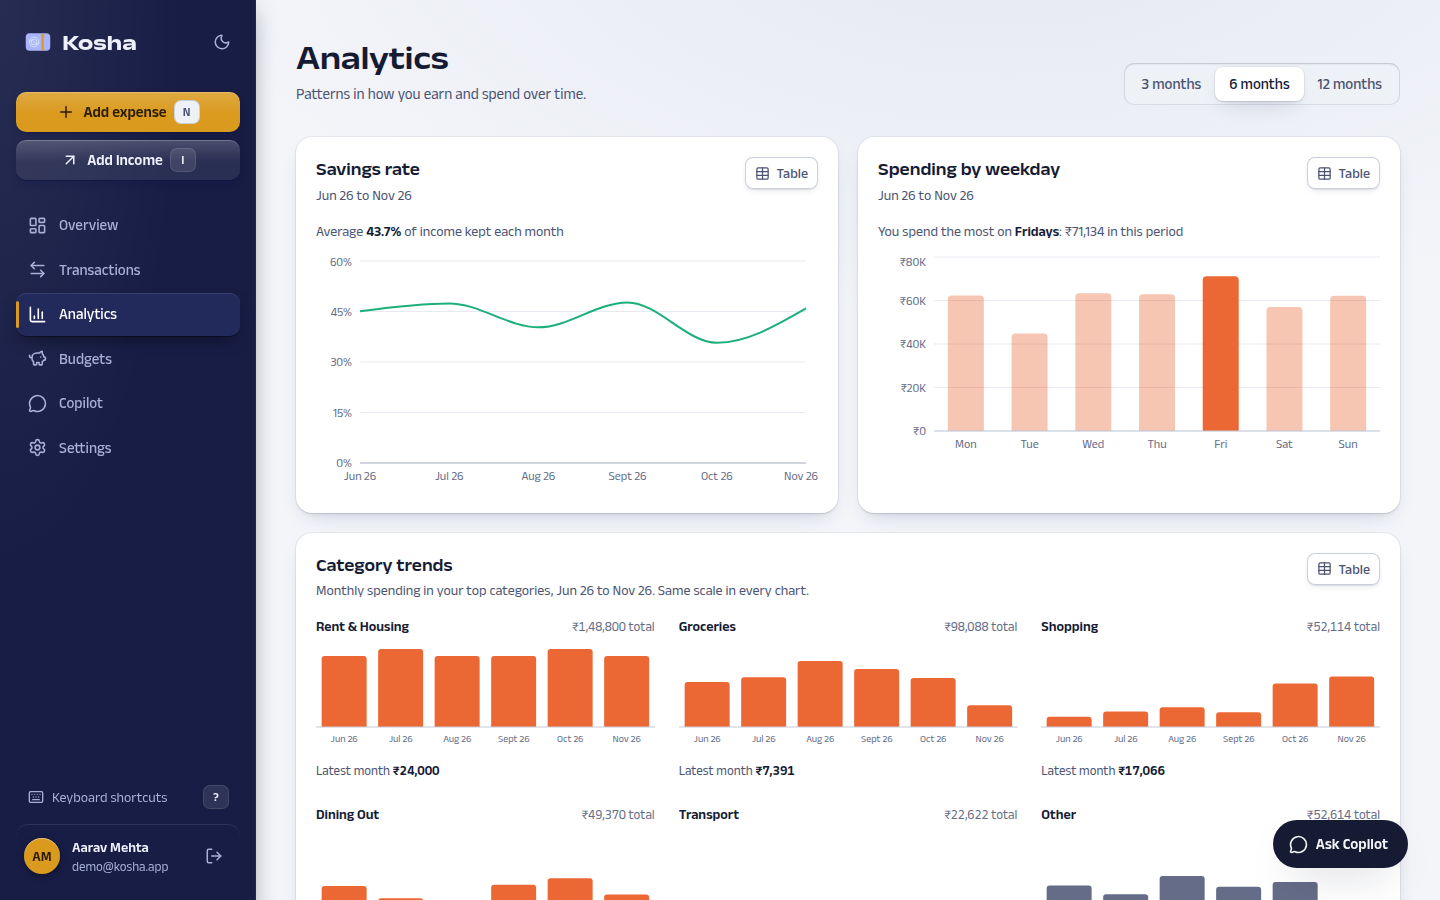 Kosha
Add expense N
Add Income I
Overview
Transactions
Analytics
Budgets
Copilot
Settings
Keyboard shortcuts ?
AM
Aarav Mehta
demo@kosha.app
Analytics
Patterns in how you earn and spend over time.
3 months 6 months 12 months
Savings rate
Table
Jun 26 to Nov 26
Average 43.7% of income kept each month
60%
45%
30%
15%
0%
Jun 26 Jul 26 Aug 26 Sept 26 Oct 26 Nov 26
Spending by weekday
Table
Jun 26 to Nov 26
You spend the most on Fridays: ₹71,134 in this period
₹80K
₹60K
₹40K
₹20K
₹0
Mon Tue Wed Thu Fri Sat Sun
Category trends
Table
Monthly spending in your top categories, Jun 26 to Nov 26. Same scale in every chart.
Rent & Housing ₹1,48,800 total
Jun 26 Jul 26 Aug 26 Sept 26 Oct 26 Nov 26
Latest month ₹24,000
Groceries ₹98,088 total
Jun 26 Jul 26 Aug 26 Sept 26 Oct 26 Nov 26
Latest month ₹7,391
Shopping ₹52,114 total
Jun 26 Jul 26 Aug 26 Sept 26 Oct 26 Nov 26
Latest month ₹17,066
Dining Out ₹49,370 total
Transport ₹22,622 total
Other ₹52,614 total
Ask Copilot